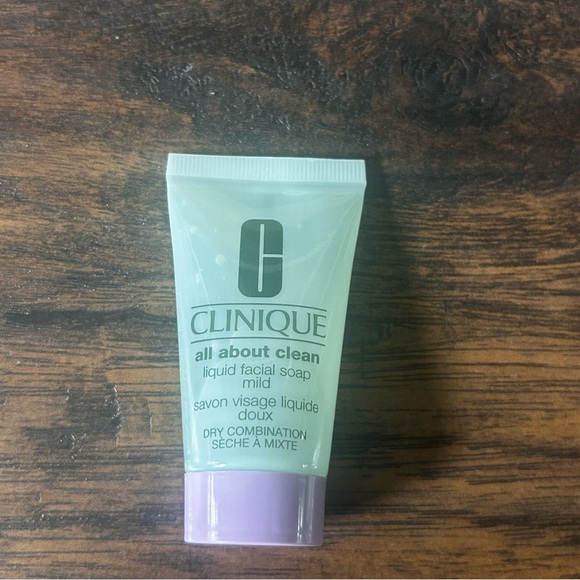 C
CLINIQUE
all about clean
liquid facial soap
mild
savon visage liquide
doux
DRY COMBINATION
SÈCHE À MIXTE